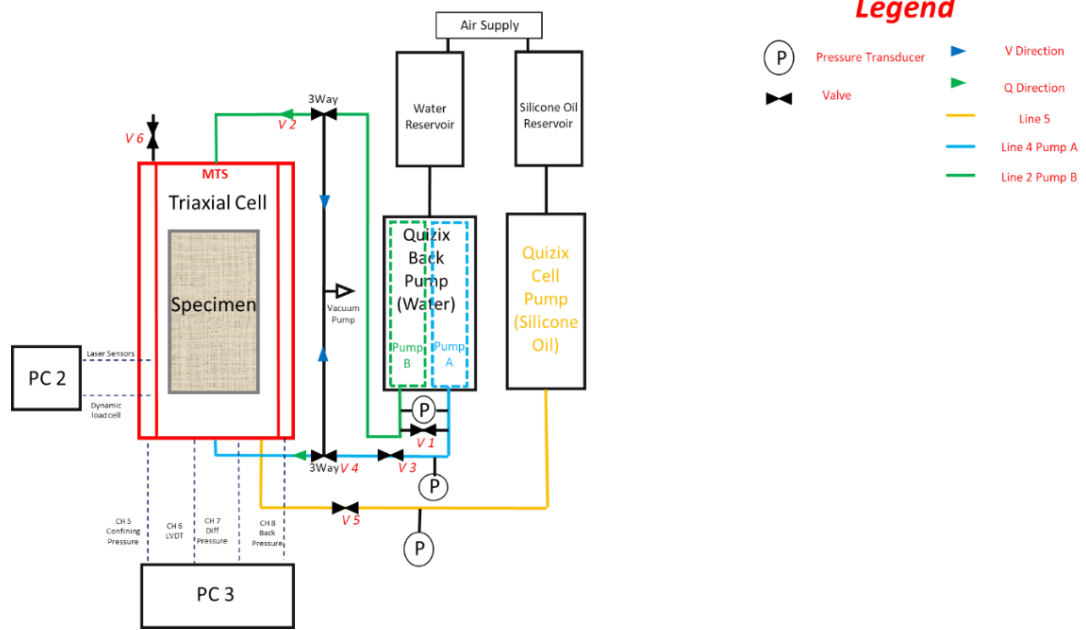 Legend
Air Supply
P
Pressure Transducer
V Direction
Valve
Q Direction
Line 5
Line 4 Pump A
Line 2 Pump B
3Way
V 2
V 6
Water
Reservoir
Silicone Oil
Reservoir
MTS
Triaxial Cell
Specimen
Quizix
Back
Pump
(Water)
Pump
B
Pump
A
Quizix
Cell
Pump
(Silicone
Oil)
Vacuum
Pump
PC 2
Laser Sensors
Dynamic
load cell
P
V 1
3Way
V 4
V 3
P
V 5
P
CH 5
Confining
Pressure
CH 6
LVDT
CH 7
Diff
Pressure
CH 8
Back
Pressure
PC 3